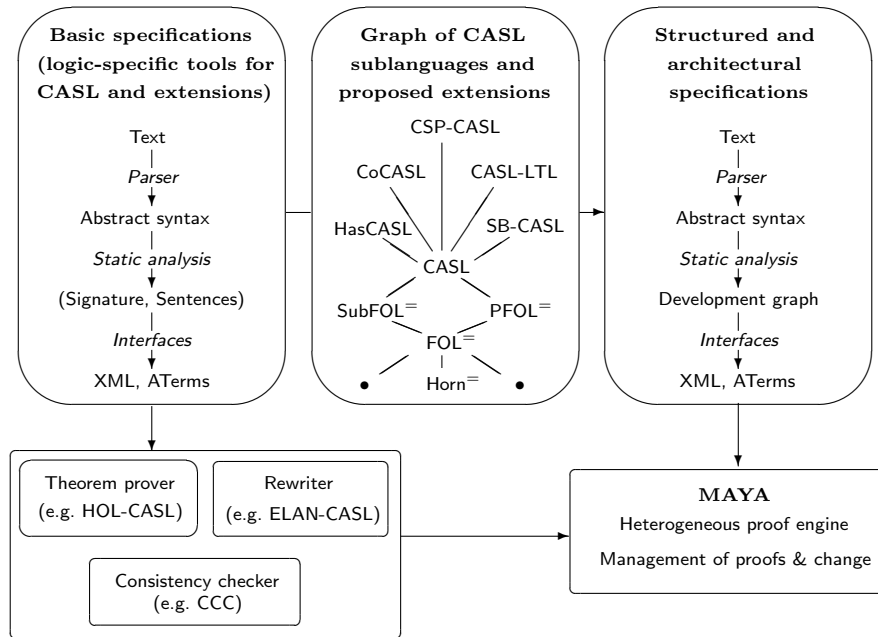 Basic specifications
(logic-specific tools for
CASL and extensions)
Text
Parser
Abstract syntax
Static analysis
(Signature, Sentences)
Interfaces
XML, ATerms
Graph of CASL
sublanguages and
proposed extensions
CSP-CASL
CoCASL CASL-LTL
HasCASL SB-CASL
CASL
SubFOL= PFOL=
FOL=
Horn=
Structured and
architectural
specifications
Text
Parser
Abstract syntax
Static analysis
Development graph
Interfaces
XML, ATerms
Theorem prover
(e.g. HOL-CASL)
Rewriter
(e.g. ELAN-CASL)
Consistency checker
(e.g. CCC)
MAYA
Heterogeneous proof engine
Management of proofs & change